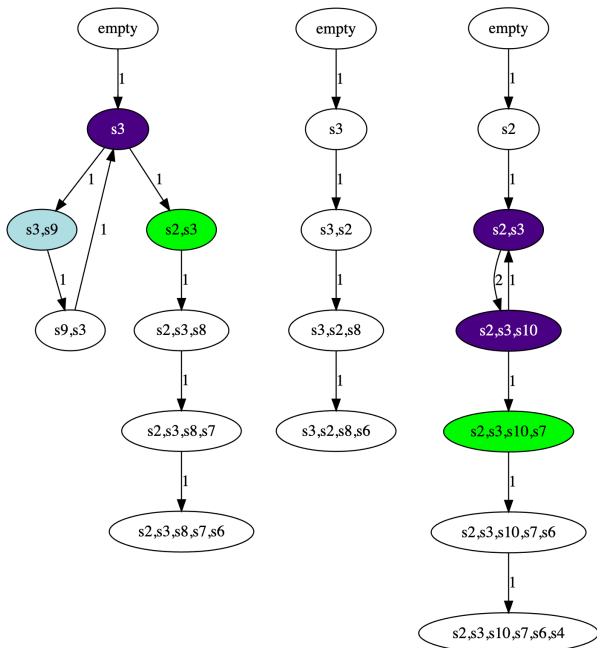 empty
1
s3
1
1
s3,s9
s2,s3
1
1
1
s9,s3
s2,s3,s8
1
s2,s3,s8,s7
1
s2,s3,s8,s7,s6
empty
1
s3
1
s3,s2
1
s3,s2,s8
1
s3,s2,s8,s6
empty
1
s2
1
s2,s3
2
1
s2,s3,s10
1
s2,s3,s10,s7
1
s2,s3,s10,s7,s6
1
s2,s3,s10,s7,s6,s4